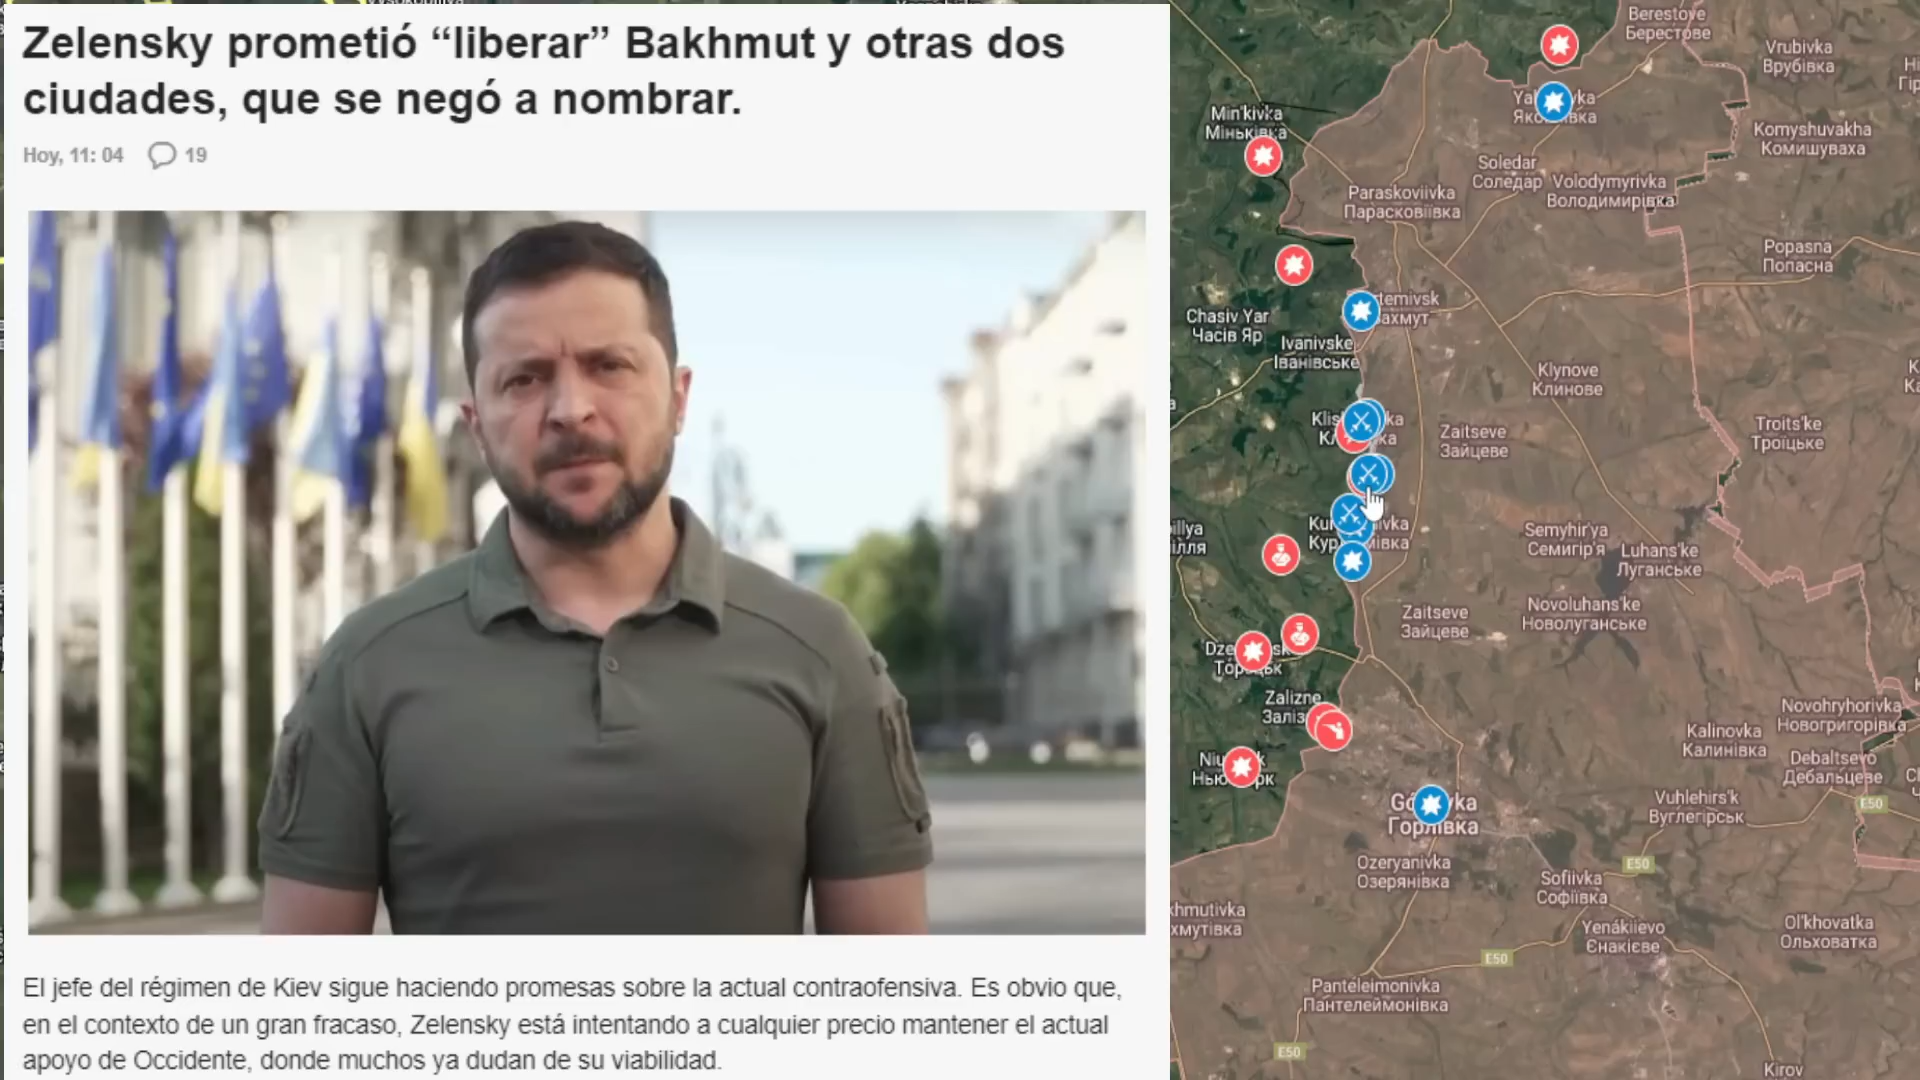 Zelensky prometió “liberar” Bakhmut y otras dos
ciudades, que se negó a nombrar.
Hoy, 11: 04
19
El jefe del régimen de Kiev sigue haciendo promesas sobre la actual contraofensiva. Es obvio que,
en el contexto de un gran fracaso, Zelensky está intentando a cualquier precio mantener el actual
apoyo de Occidente, donde muchos ya dudan de su viabilidad.
Berestove
Берестове
Vrubivka
Врубівка
Min'kivka
Міньківка
Komyshuvakha
Комишуваха
Soledar
Соледар
Volodymyrivka
Володимирівка
Paraskoviivka
Парасковіївка
Popasna
Попасна
Chasiv Yar
Часів Яр
Ivanivske
Іванівське
Klynove
Клинове
Zaitseve
Зайцеве
Troits'ke
Троїцьке
Semyhir'ya
Семигір'я
Luhans'ke
Луганське
Zaitseve
Зайцеве
Novoluhans'ke
Новолуганське
Zalizne
Novohryhorivka
Новогригорівка
Kalinovka
Калинівка
Debaltsevo
Дебальцеве
Vuhlehirs'k
Вуглегірськ
E50
Горлівка
Ozeryanivka
Озерянівка
E50
Sofiivka
Софіївка
Yenakiievo
Єнакієве
Ol'khovatka
Ольховатка
E50
Panteleimonivka
Пантелеймонівка
E50
Kirov